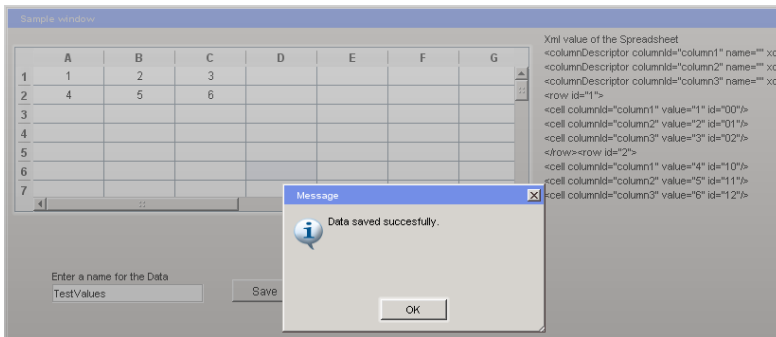 Sample window
A B C D E F G
1 1 2 3
2 4 5 6
3
4
5
6
7
Xml value of the Spreadsheet
<columnDescriptor columnId="column1" name=""
<columnDescriptor columnId="column2" name=""
<columnDescriptor columnId="column3" name=""
<row id="1">
<cell columnId="column1" value="1" id="00"/>
<cell columnId="column2" value="2" id="01"/>
<cell columnId="column3" value="3" id="02"/>
</row><row id="2">
<cell columnId="column1" value="4" id="10"/>
<cell columnId="column2" value="5" id="11"/>
<cell columnId="column3" value="6" id="12"/>
Message
Data saved succesfully.
OK
Enter a name for the Data
TestValues
Save